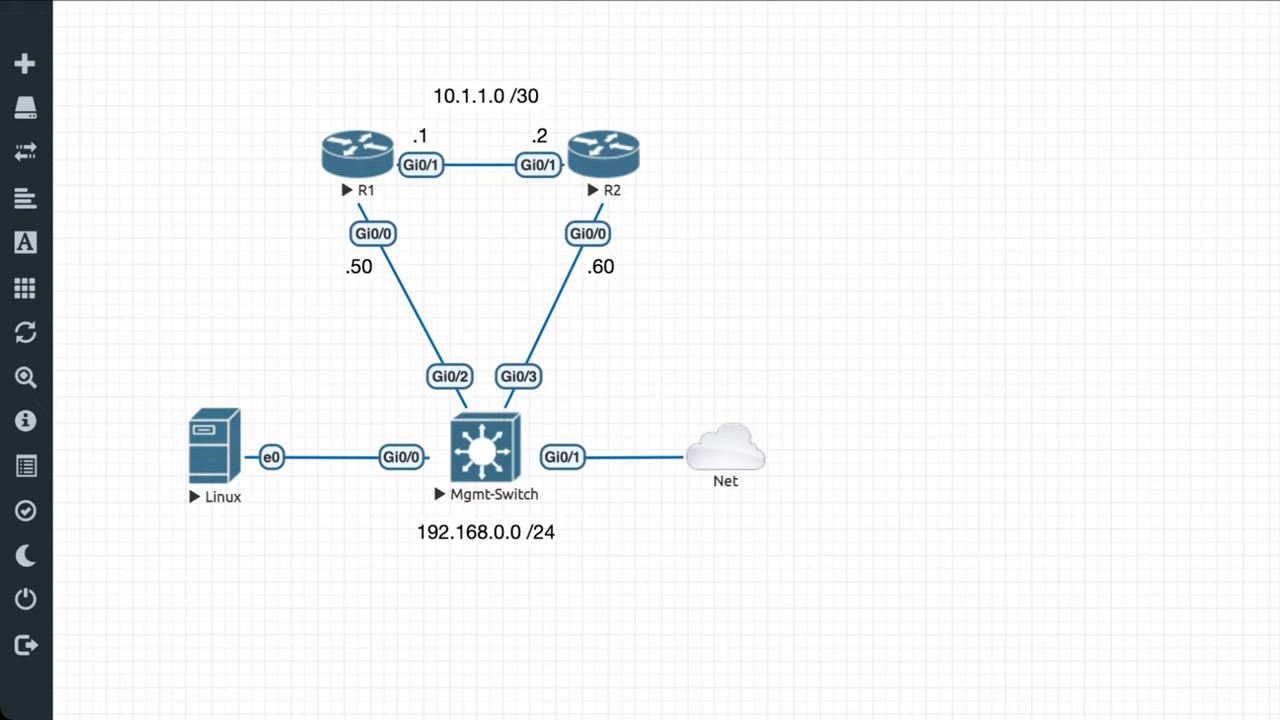 10.1.1.0 /30
.1
.2
Gi0/1
Gi0/1
R1
R2
Gi0/0
Gi0/0
.50
.60
Gi0/2
Gi0/3
e0
Gi0/0
Gi0/1
Linux
Mgmt-Switch
Net
192.168.0.0 /24